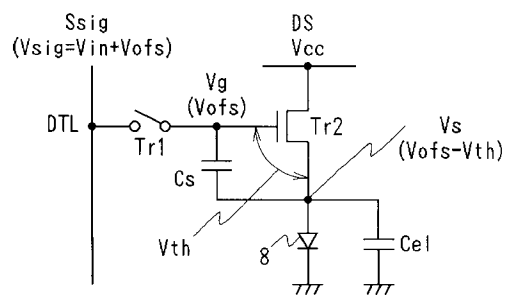 Ssig
(Vsig=Vin+Vofs)
DS
Vcc
Vg
(Vofs)
DTL
Tr1
Tr2
Vs
(Vofs-Vth)
Cs
Vth
8
Cel